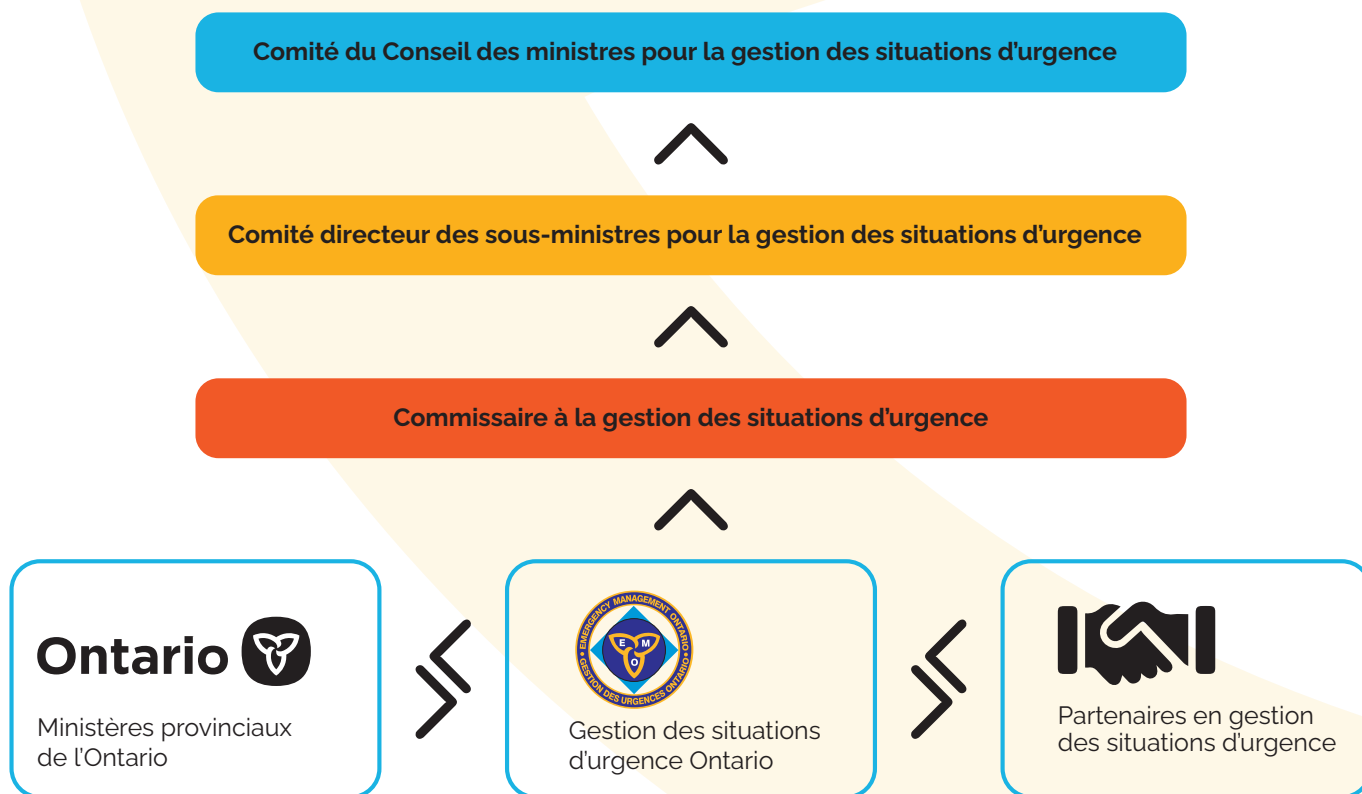 Comité du Conseil des ministres pour la gestion des situations d’urgence
Comité directeur des sous-ministres pour la gestion des situations d’urgence
Commissaire à la gestion des situations d’urgence
Ontario
Ministères provinciaux
de l’Ontario
EMERGENCY MANAGEMENT ONTARIO
E M
O
GESTION DES URGENCES ONTARIO
Gestion des situations
d’urgence Ontario
Partenaires en gestion
des situations d’urgence